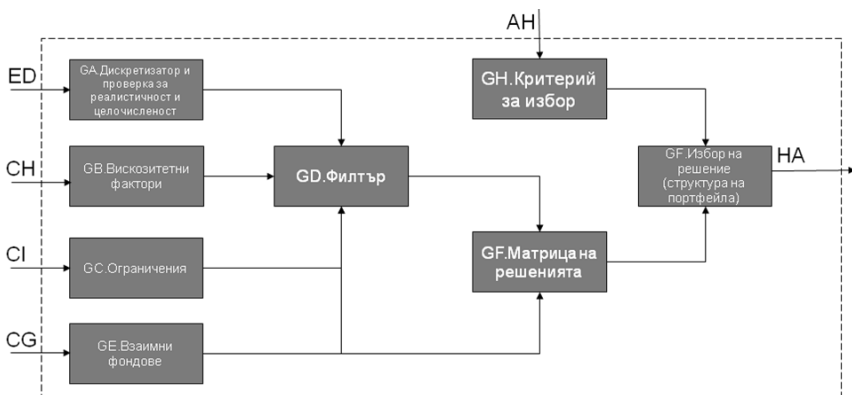 AH
ED
GA.Дискретизатор и
проверка за
реалистичност и
целочисленост
GH.Критерий
за избор
CH
GB.Вискозитетни
фактори
GD.Филтър
GF.Избор на
решение
(структура на
портфейла)
HA
CI
GC.Ограничения
GF.Матрица на
решенията
CG
GE.Взаимни
фондове